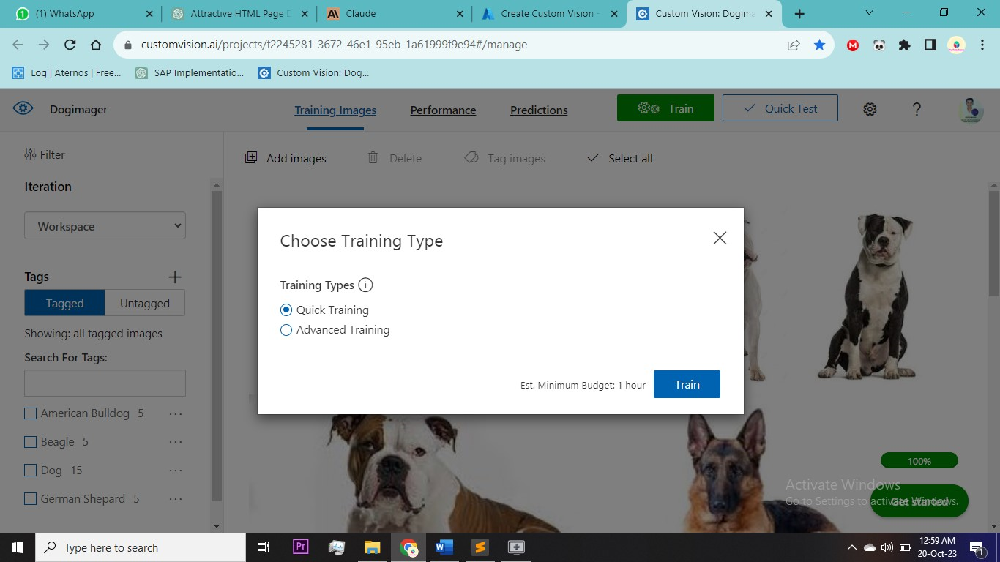 (1) WhatsApp
Attractive HTML Page D
Claude
Create Custom Vision -
Custom Vision: Dogima
customvision.ai/projects/f2245281-3672-46e1-95eb-1a61999f9e94#/manage
Log | Aternos | Free...
SAP Implementatio...
Custom Vision: Dog...
Dogimager
Training Images
Performance
Predictions
Train
Quick Test
?
Filter
Add images
Delete
Tag images
Select all
Iteration
Workspace
Choose Training Type
Training Types
Quick Training
Advanced Training
Est. Minimum Budget: 1 hour
Train
Tags
Tagged
Untagged
Showing: all tagged images
Search For Tags:
American Bulldog 5
Beagle 5
Dog 15
German Shepard 5
100%
Get started
Activate Windows
Go to Settings to activate Windows.
Type here to search
Pr
12:59 AM
20-Oct-23
1